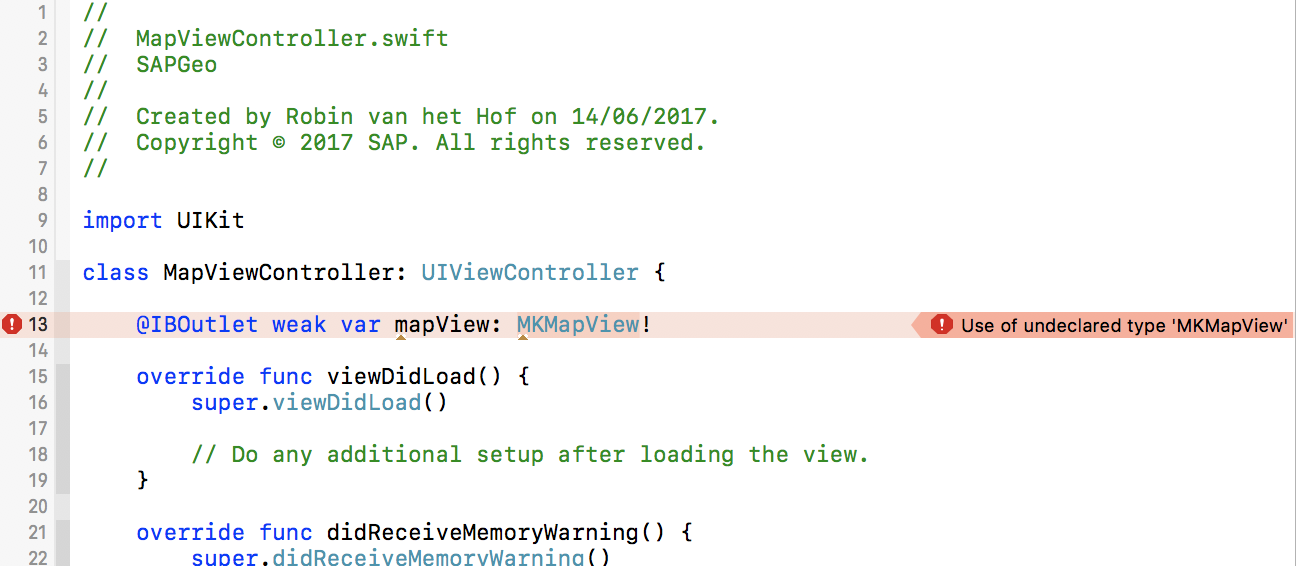 1 //
2 //  MapViewController.swift
3 //  SAPGeo
4 //
5 //  Created by Robin van het Hof on 14/06/2017.
6 //  Copyright © 2017 SAP. All rights reserved.
7 //
8
9 import UIKit
10
11 class MapViewController: UIViewController {
12
13     @IBOutlet weak var mapView: MKMapView! Use of undeclared type 'MKMapView'
14
15     override func viewDidLoad() {
16         super.viewDidLoad()
17
18         // Do any additional setup after loading the view.
19     }
20
21     override func didReceiveMemoryWarning() {
22         super.didReceiveMemoryWarning()